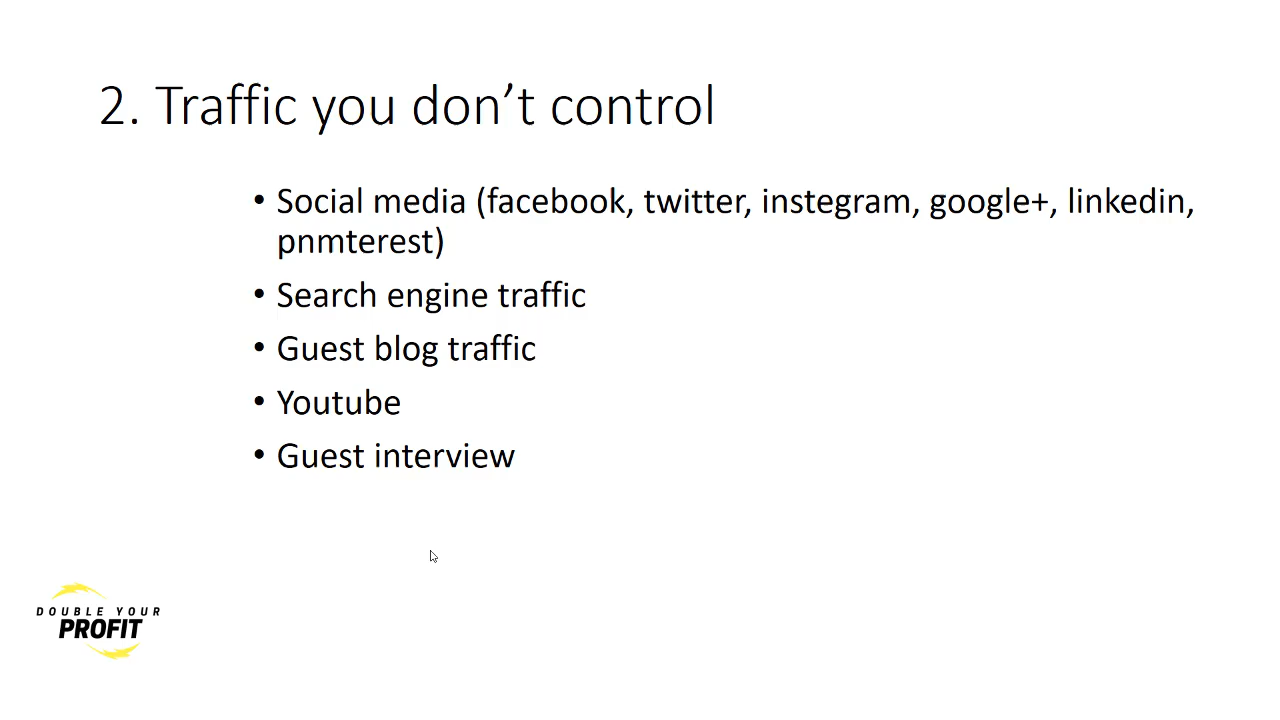 2. Traffic you don’t control
• Social media (facebook, twitter, instegram, google+, linkedin,
pnmterest)
• Search engine traffic
• Guest blog traffic
• Youtube
• Guest interview
DOUBLE YOUR
PROFIT